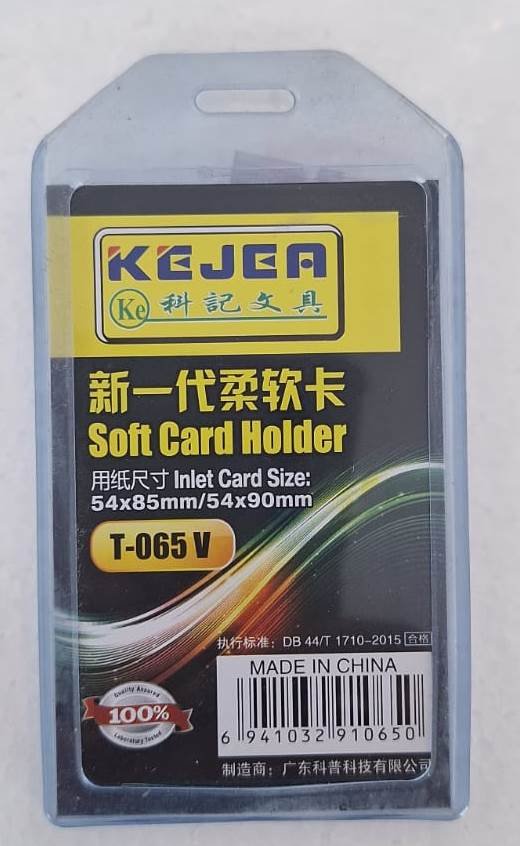 KEJEA
Ke 科記文具
新一代柔软卡
Soft Card Holder
用纸尺寸 Inlet Card Size:
54x85mm/54x90mm
T-065 V
执行标准：DB 44/T 1710-2015 合格
MADE IN CHINA
6 941032 910650
Quality Assured
100%
Laboratory Tested
制造商：广东科普科技有限公司